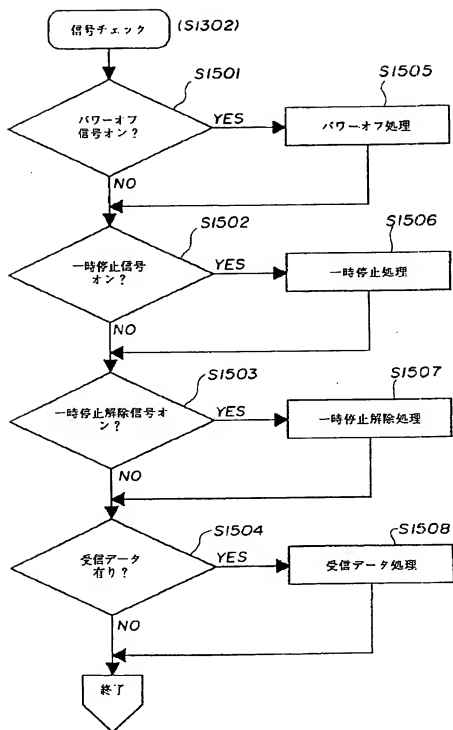 信号チェック
(S1302)
S1501
パワーオフ
信号オン？
YES
S1505
パワーオフ処理
NO
S1502
一時停止信号
オン？
YES
S1506
一時停止処理
NO
S1503
一時停止解除信号オ
ン？
YES
S1507
一時停止解除処理
NO
S1504
受信データ
有り？
YES
S1508
受信データ処理
NO
終了